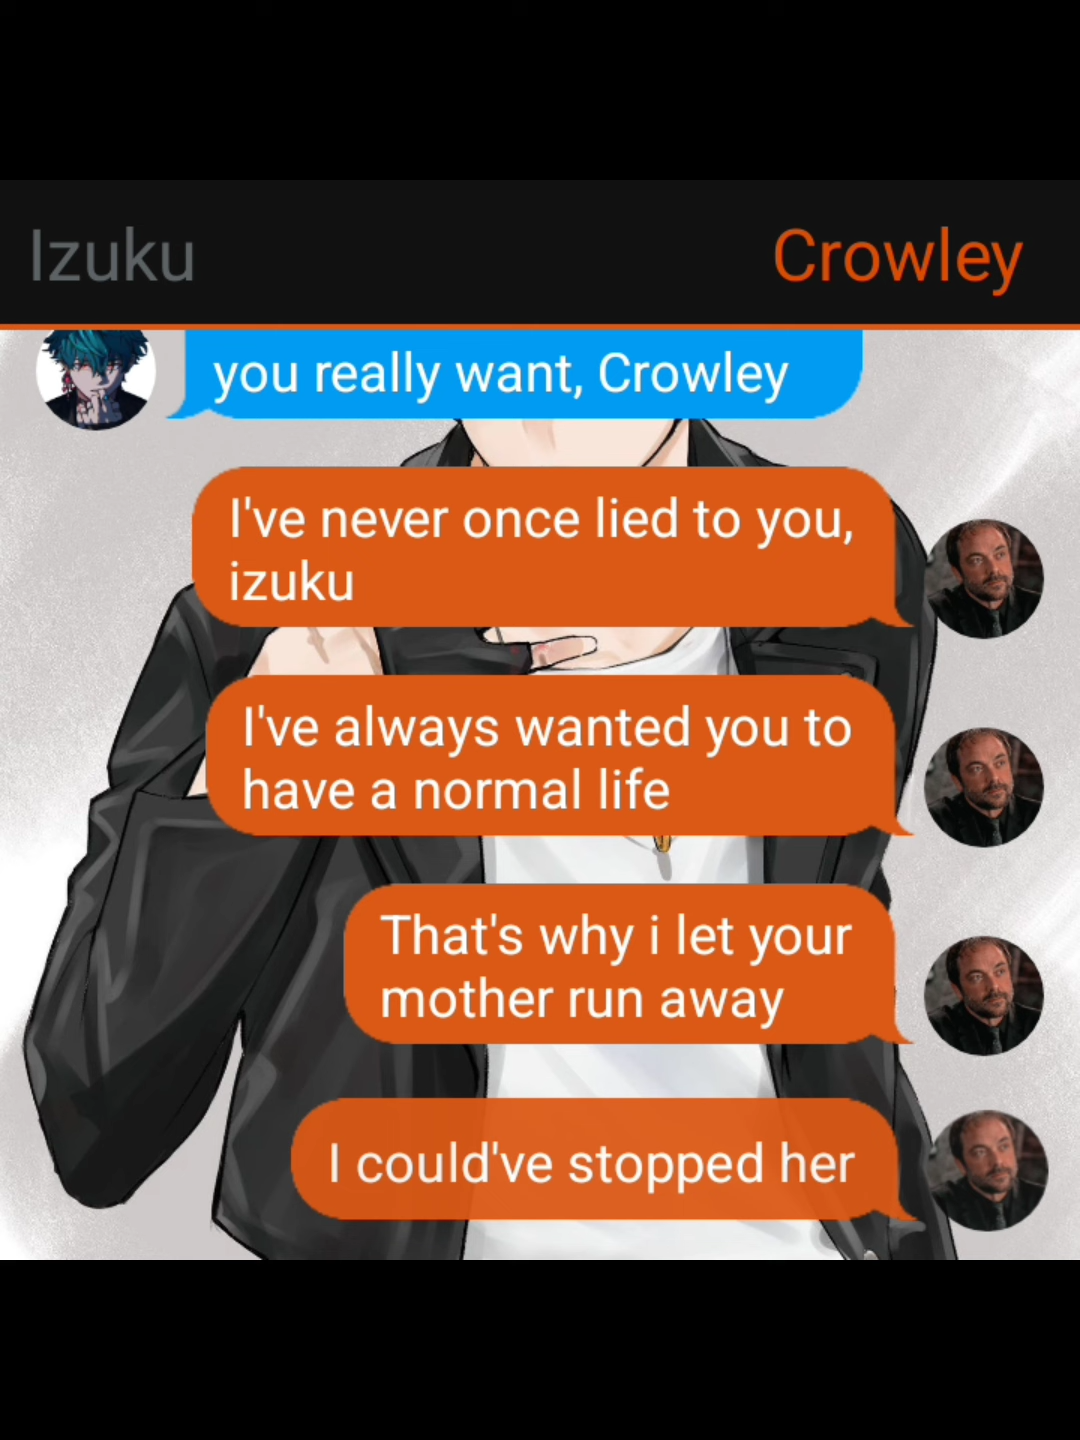 Izuku
Crowley
you really want, Crowley
I've never once lied to you,
izuku
I've always wanted you to
have a normal life
That's why i let your
mother run away
I could've stopped her